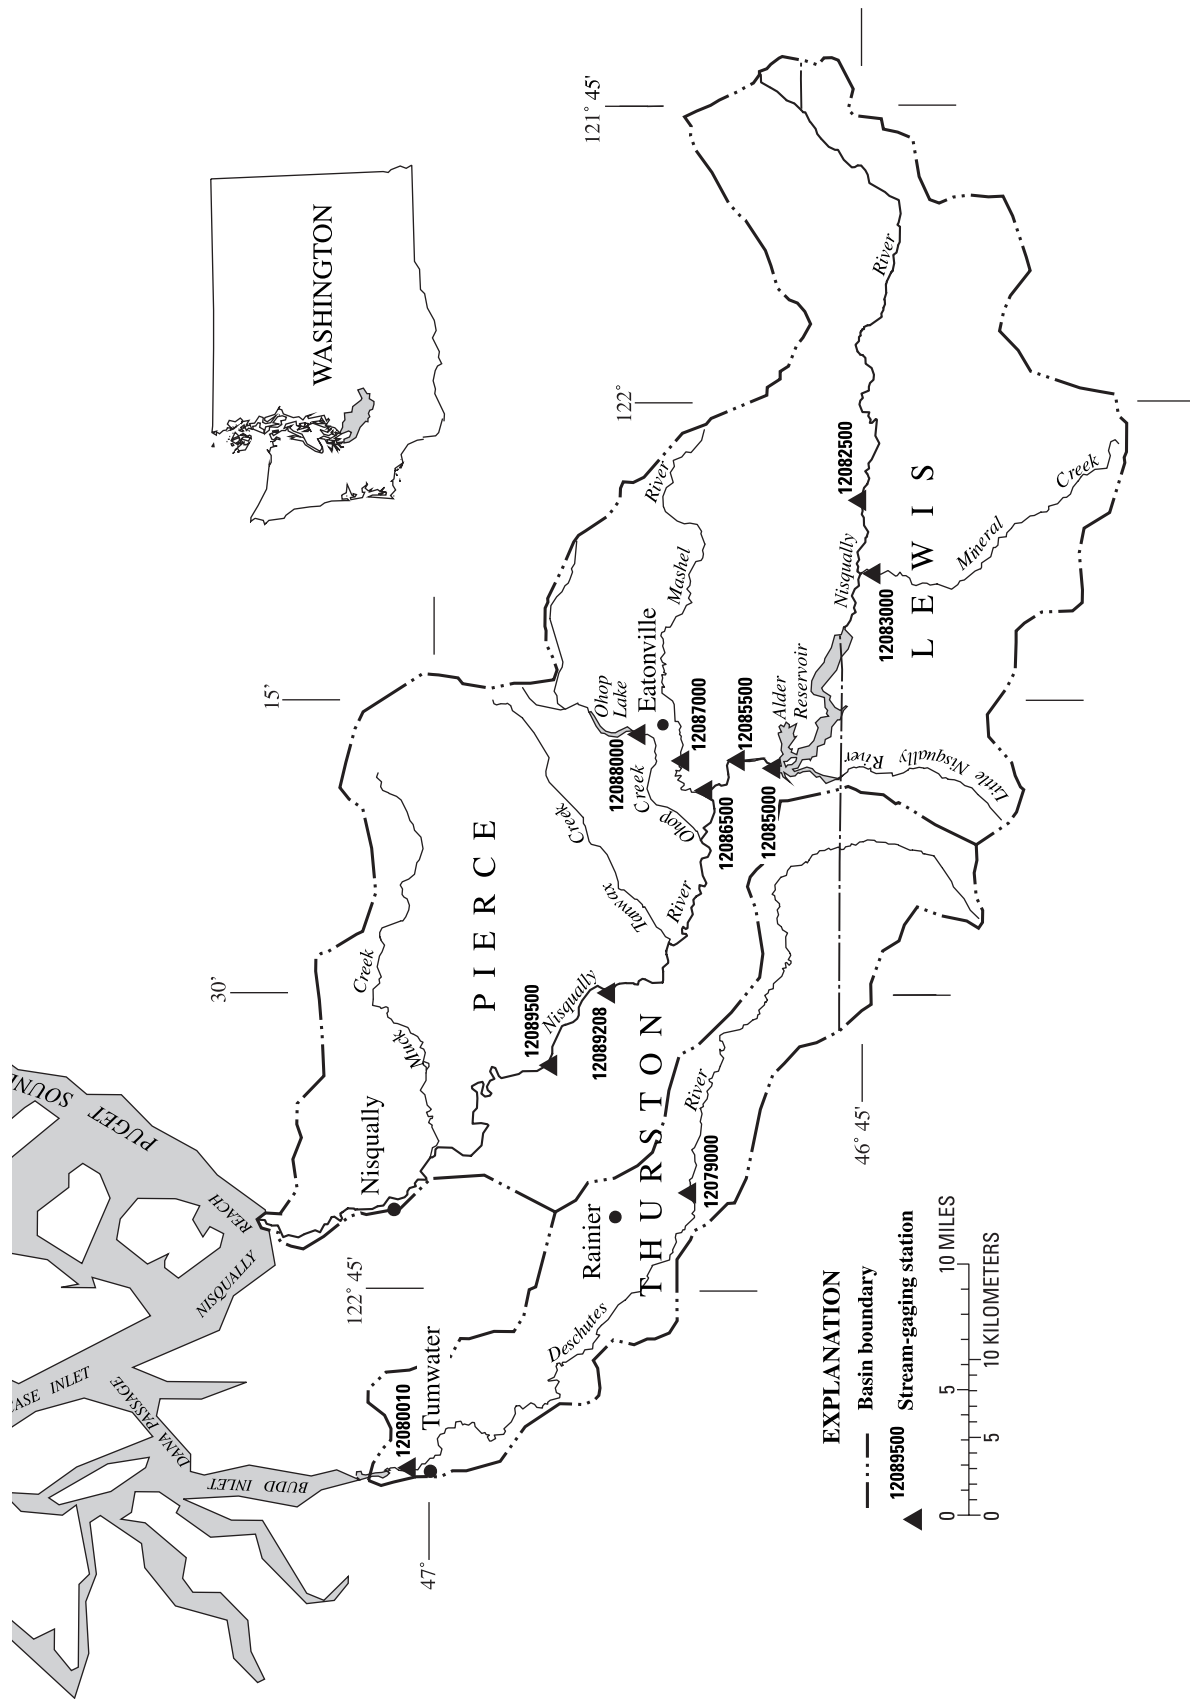 WASHINGTON
121° 45'
122°
15'
30'
122° 45'
47°
46° 45'
PUGET SOUN
NISQUALLY
REACH
ASE INLET
DANA PASSAGE
BUDD INLET
Nisqually
Muck
Creek
PIERCE
Tanwax
Creek
Ohop
Creek
Ohop
Lake
Eatonville
Mashel
River
12088000
12087000
12085500
12086500
12085000
Alder
Reservoir
Little Nisqually River
Nisqually
River
12082500
12083000
LEWIS
Mineral
Creek
Nisqually
River
12089500
12089208
THURSTON
Rainier
River
12079000
Deschutes
Tumwater
12080010
EXPLANATION
Basin boundary
12089500 Stream-gaging station
0 5 10 MILES
0 5 10 KILOMETERS